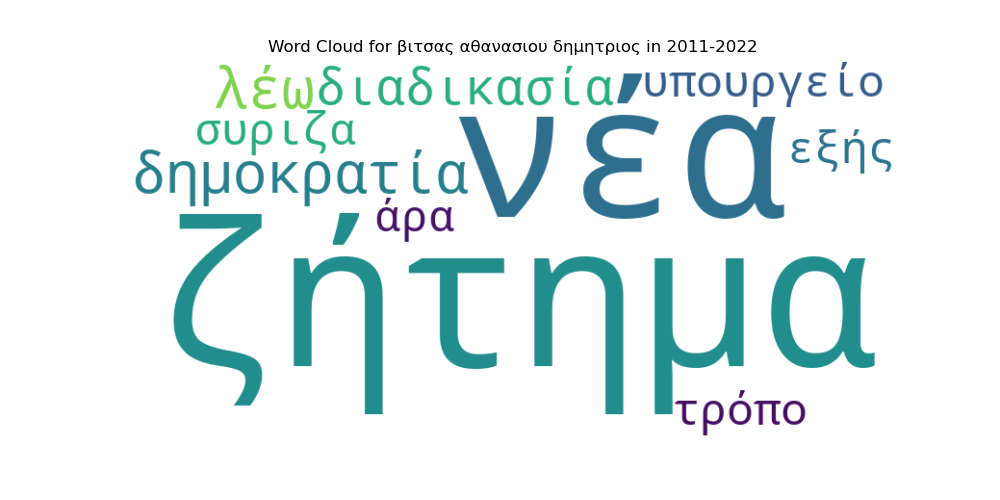 Word Cloud for βιτσας αθανασιου δημητριος in 2011-2022
λέω διαδικασία υπουργείο
συριζα νέα εξής
δημοκρατία
άρα
ζήτημα
τρόπο